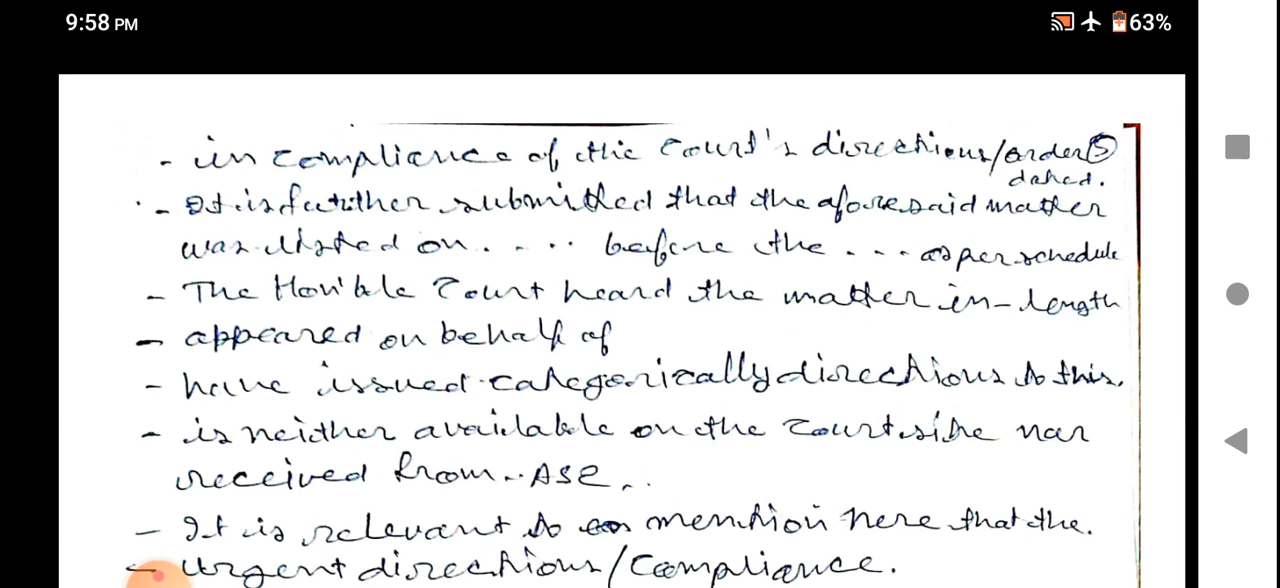 9:58 PM
63%
- in compliance of the Court's directions/orders
dated.
- It is further submitted that the aforesaid matter
was listed on. . . .. before the . . . as per schedule
- The Hon'ble Court heard the matter in-length
- appeared on behalf of
- have issued categorically directions to this.
- is neither available on the Court site nor
received from.. ASG...
- It is relevant to mention here that the.
- Urgent directions/Compliance.